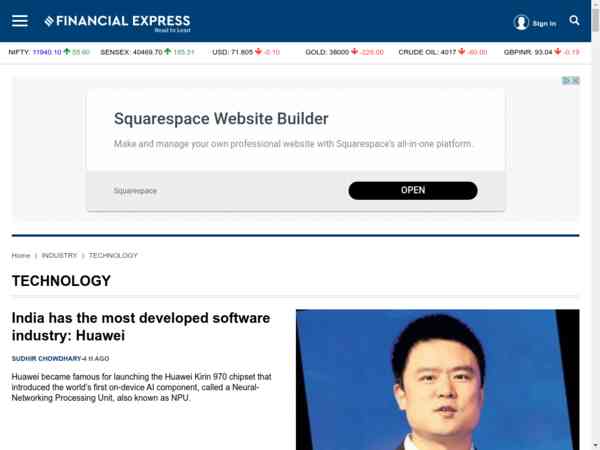 FINANCIAL EXPRESS
Read to Lead
Sign In
NIFTY: 11940.10 55.60 SENSEX: 40469.70 185.51 USD: 71.805 -0.10 GOLD: 38000 -226.00 CRUDE OIL: 4017 -60.00 GBPINR: 93.04 -0.19
Squarespace Website Builder
Make and manage your own professional website with Squarespace's all-in-one platform.
Squarespace
OPEN
Home | INDUSTRY | TECHNOLOGY
TECHNOLOGY
India has the most developed software
industry: Huawei
SUDHIR CHOWDHARY-4 H AGO
Huawei became famous for launching the Huawei Kirin 970 chipset that
introduced the world's first on-device AI component, called a Neural-
Networking Processing Unit, also known as NPU.